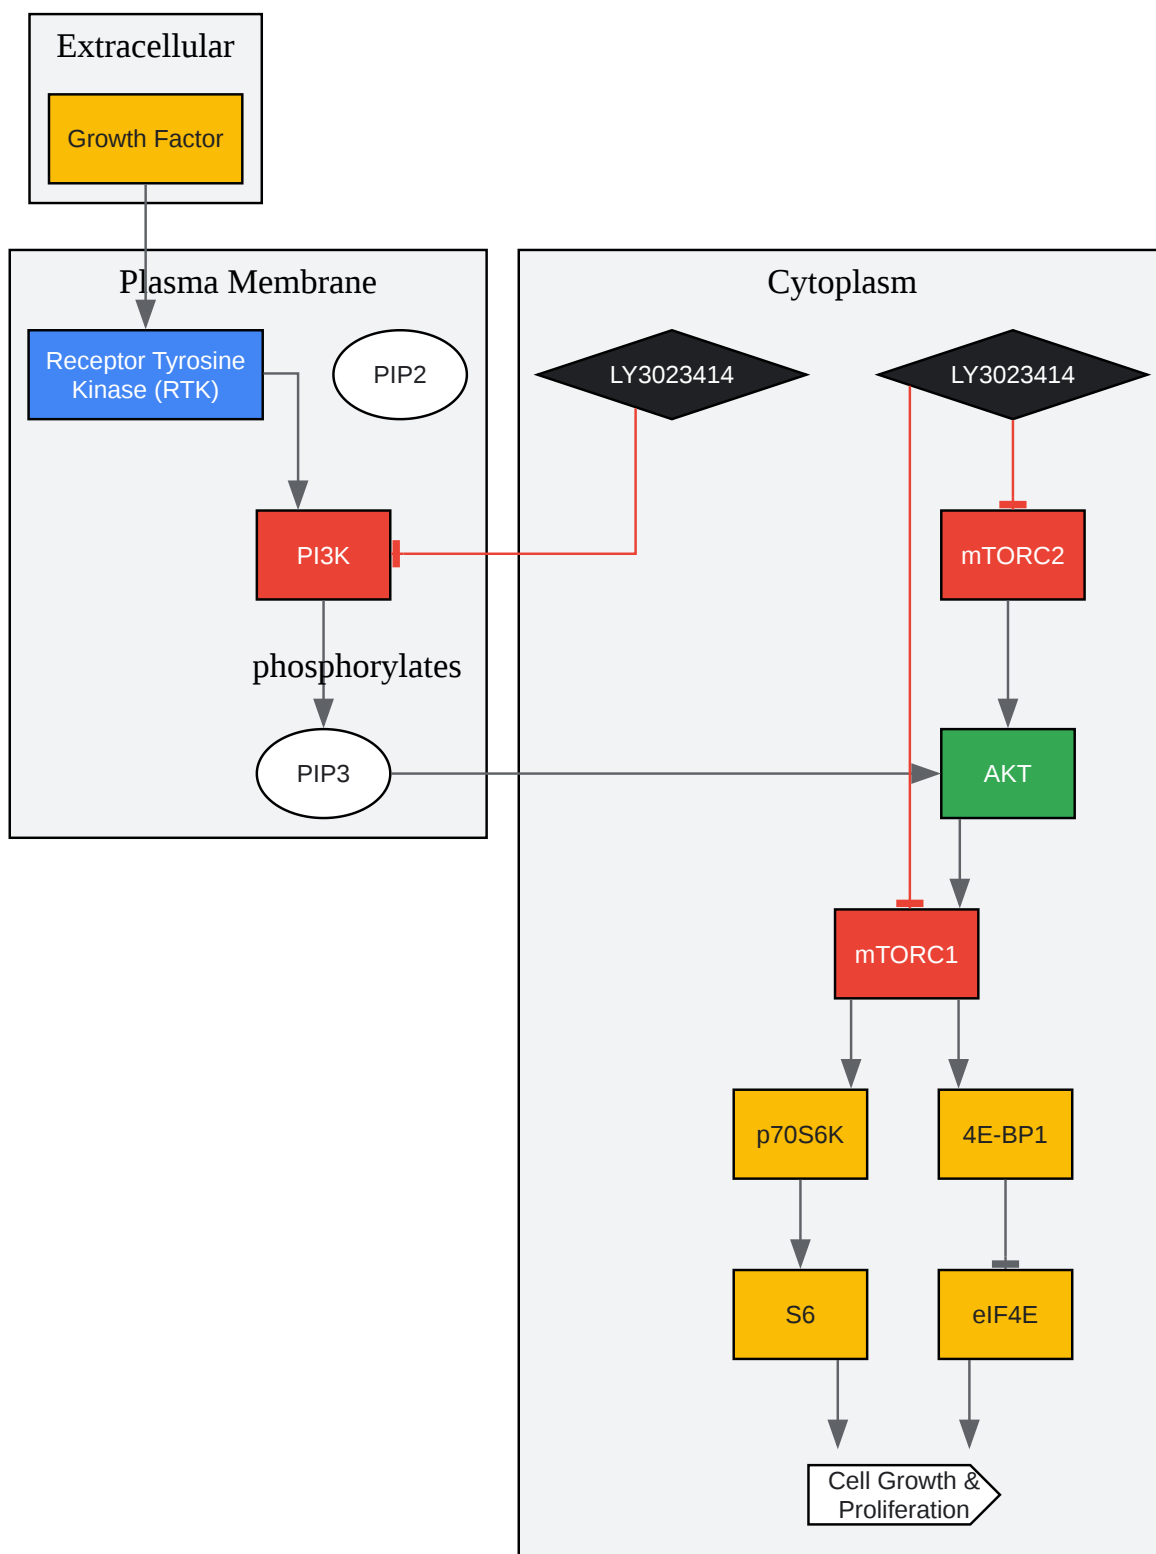 Extracellular
Growth Factor
Plasma Membrane
Cytoplasm
Receptor Tyrosine
Kinase (RTK)
PIP2
LY3023414
LY3023414
PI3K
mTORC2
phosphorylates
PIP3
AKT
mTORC1
p70S6K
4E-BP1
S6
eIF4E
Cell Growth &
Proliferation